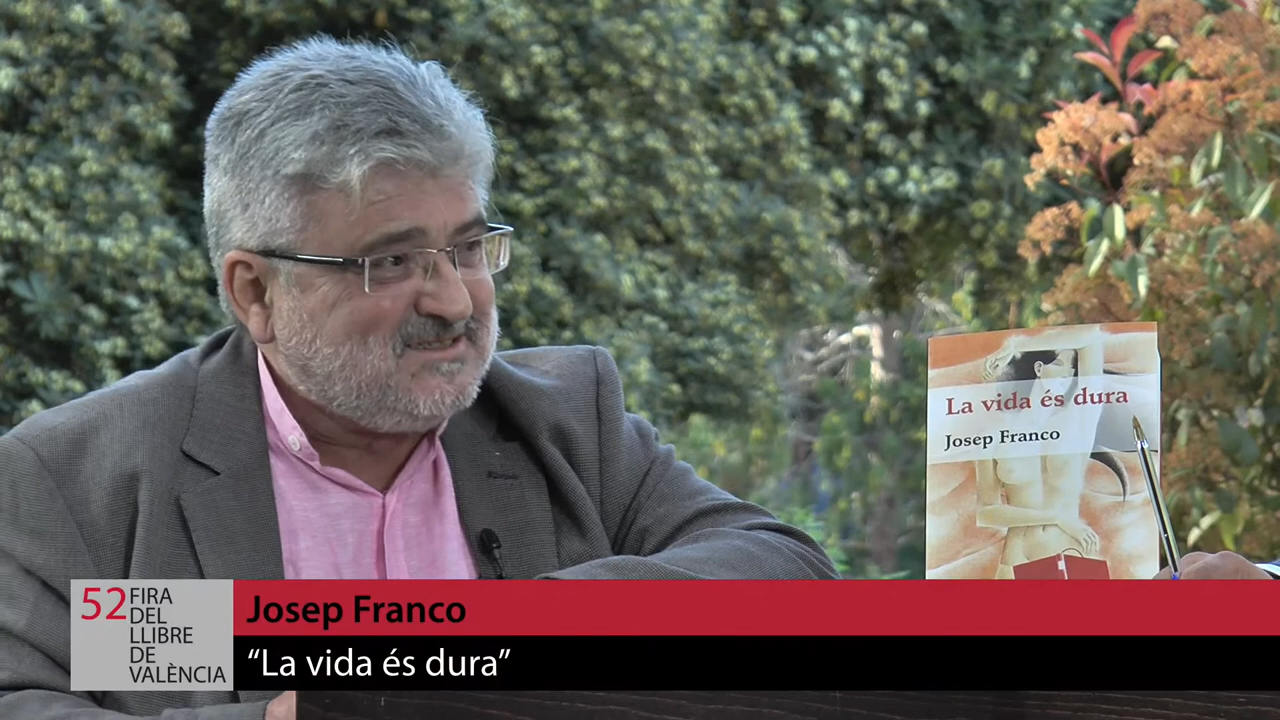 La vida és dura
Josep Franco
52 FIRA
DEL
LLIBRE
DE
VALÈNCIA
Josep Franco
“La vida és dura”